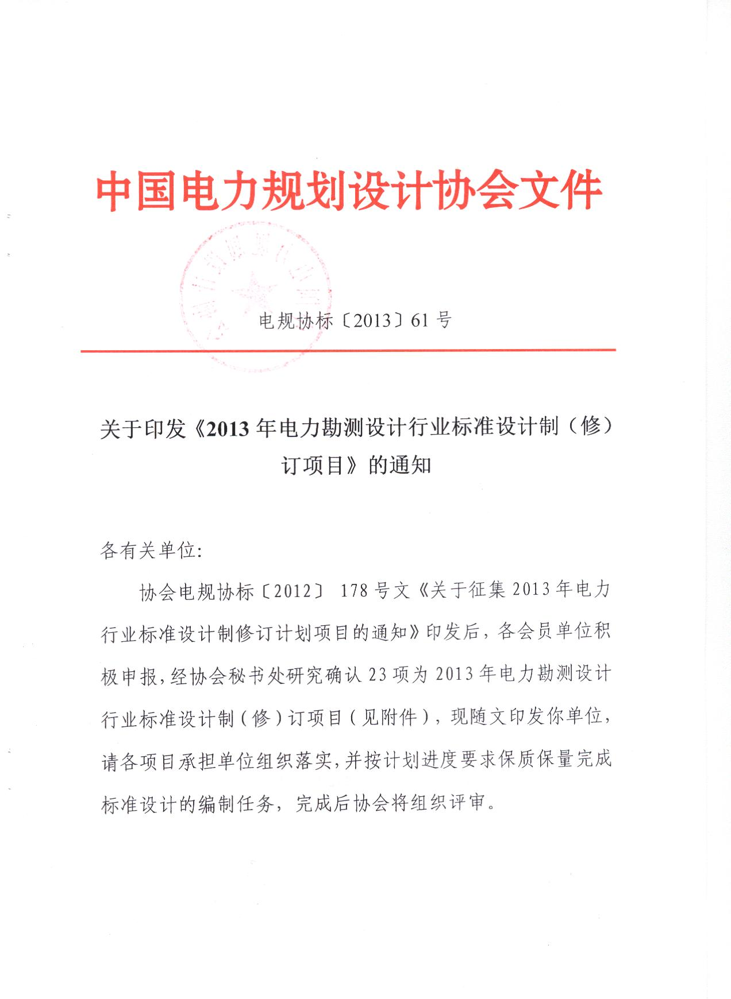 中国电力规划设计协会文件
电规协标〔2013〕61 号
关于印发《2013 年电力勘测设计行业标准设计制（修）
订项目》的通知
各有关单位:
协会电规协标〔2012〕 178 号文《关于征集 2013 年电力
行业标准设计制修订计划项目的通知》印发后, 各会员单位积
极申报, 经协会秘书处研究确认 23 项为 2013 年电力勘测设计
行业标准设计制（修）订项目（见附件）, 现随文印发你单位,
请各项目承担单位组织落实, 并按计划进度要求保质保量完成
标准设计的编制任务, 完成后协会将组织评审。